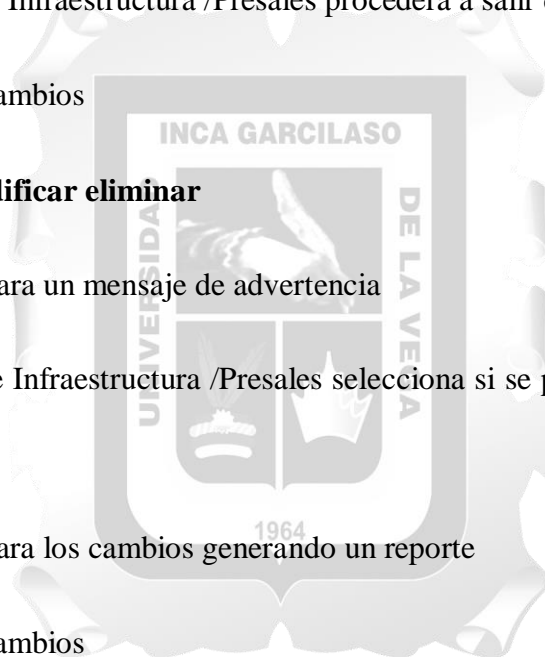 Infraestructura /Presales procederá a salir
ambios
INCA GARCILASO
UNIVERSIDAD
DE LA VEGA
dificar eliminar
ara un mensaje de advertencia
e Infraestructura /Presales selecciona si se p
1964
ara los cambios generando un reporte
ambios